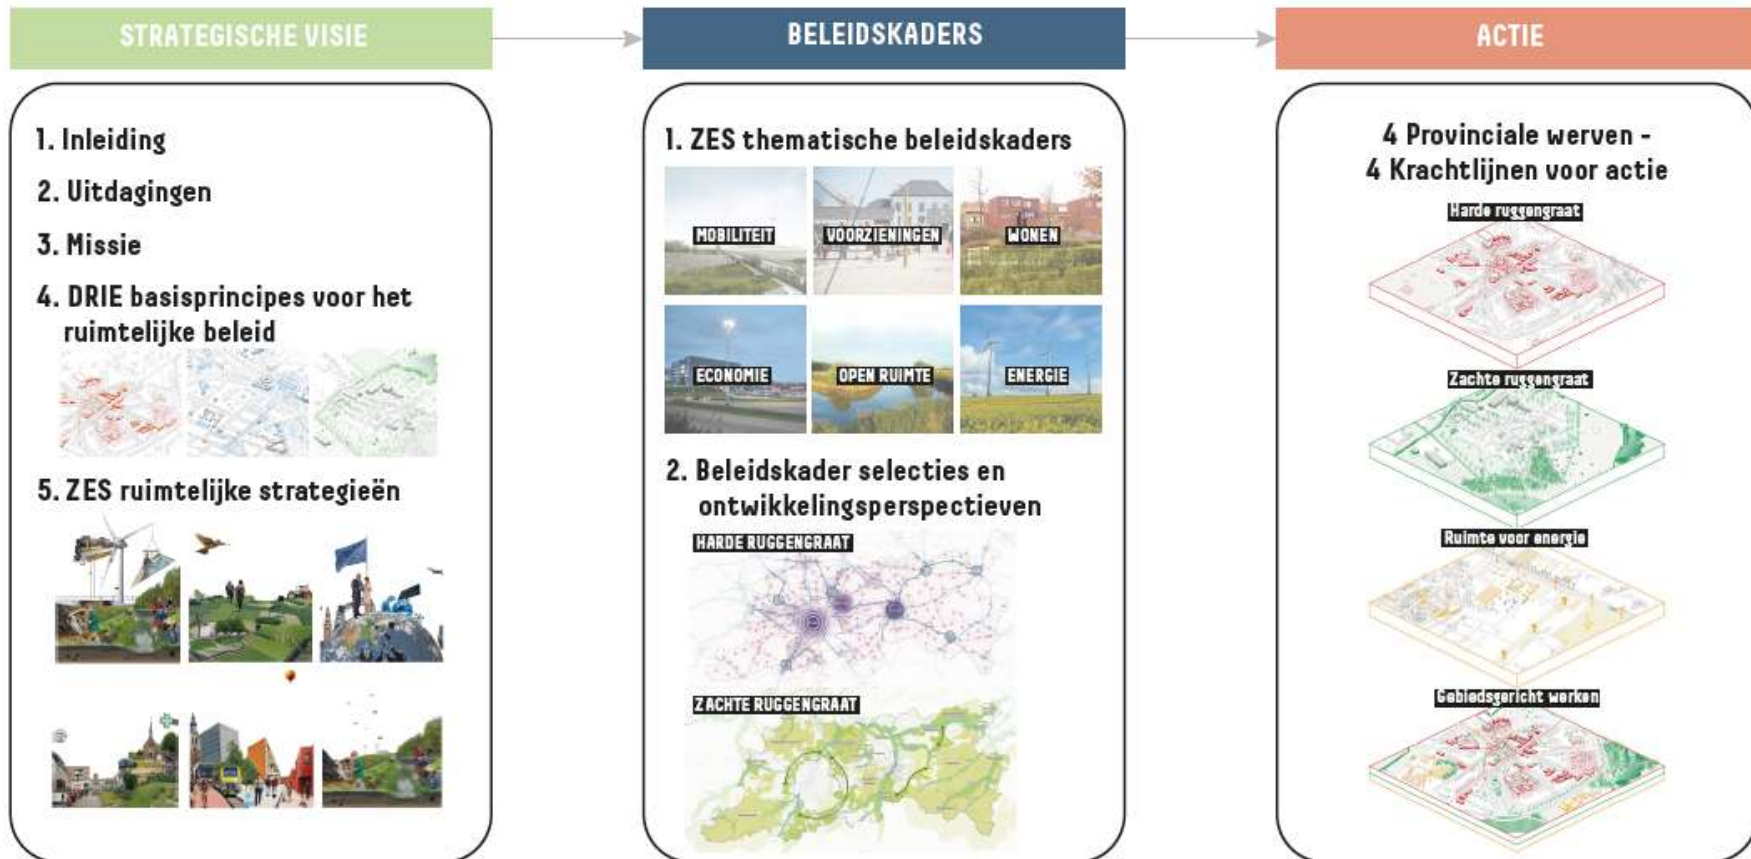 STRATEGISCHE VISIE
1. Inleiding
2. Uitdagingen
3. Missie
4. DRIE basisprincipes voor het
ruimtelijke beleid
5. ZES ruimtelijke strategieën
BELEIDSKADERS
1. ZES thematische beleidskaders
MOBILITEIT
VOORZIENINGEN
WONEN
ECONOMIE
OPEN RUIMTE
ENERGIE
2. Beleidskader selecties en
ontwikkelingsperspectieven
HARDE RUGGENGRAAT
ZACHTE RUGGENGRAAT
ACTIE
4 Provinciale werven -
4 Krachtlijnen voor actie
Harde ruggengraat
Zachte ruggengraat
Ruimte voor energie
Gebiedsgericht werken